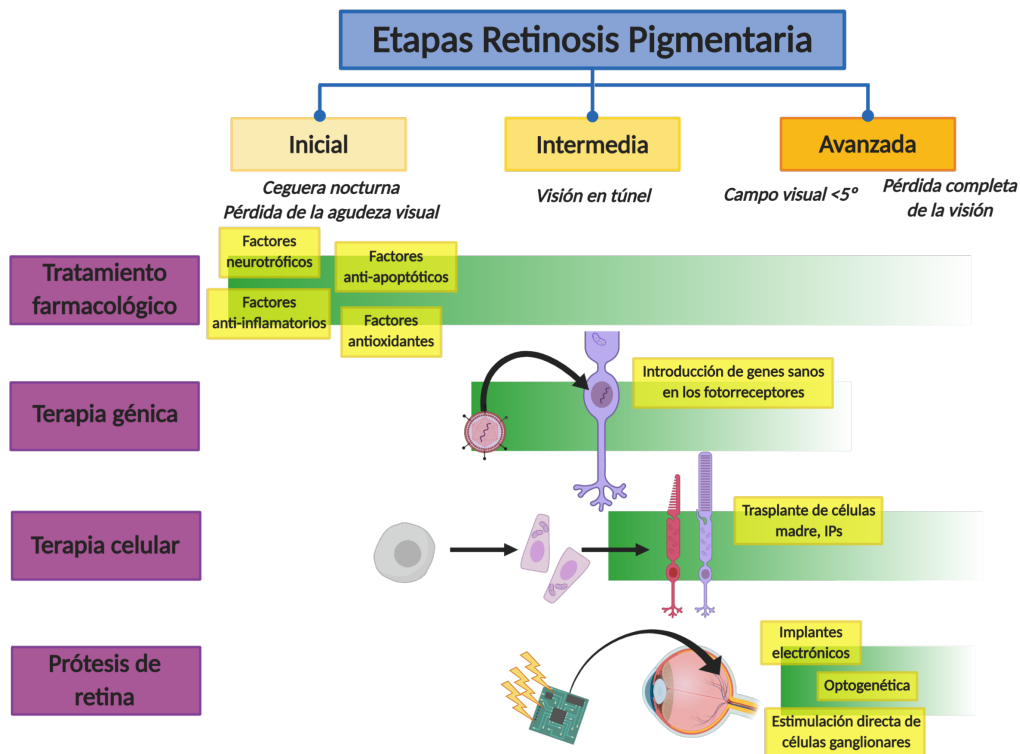 Etapas Retinosis Pigmentaria
Inicial
Intermedia
Avanzada
Ceguera nocturna
Pérdida de la agudeza visual
Visión en túnel
Campo visual <5º
Pérdida completa
de la visión
Tratamiento
farmacológico
Factores
neurotróficos
Factores
anti-apoptóticos
Factores
anti-inflamatorios
Factores
antioxidantes
Terapia génica
Introducción de genes sanos
en los fotorreceptores
Terapia celular
Trasplante de células
madre, IPs
Prótesis de
retina
Implantes
electrónicos
Optogenética
Estimulación directa de
células ganglionares